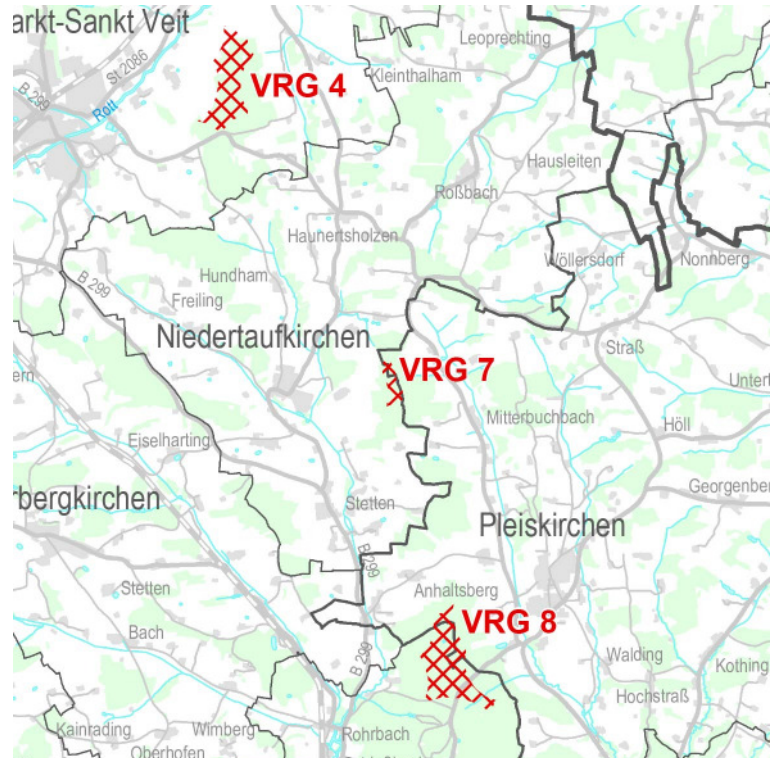 arkt-Sankt Veit
St 2086
B 299
Rott
VRG 4
Leoprechting
Kleinthalham
Hausleiten
Roßbach
Haunertsholzen
Wöllersdorf
Nonnberg
Hundham
Freiling
B 299
Niedertaufkirchen
Straß
VRG 7
Untert
Mitterbuchbach
Höll
ern
Eiselharting
rbergkirchen
Stetten
Georgenber
Pleiskirchen
B 299
Stetten
Anhaltsberg
VRG 8
Bach
Walding
Kothing
Hochstraß
Kainrading
Wimberg
Rohrbach
Oberhofen